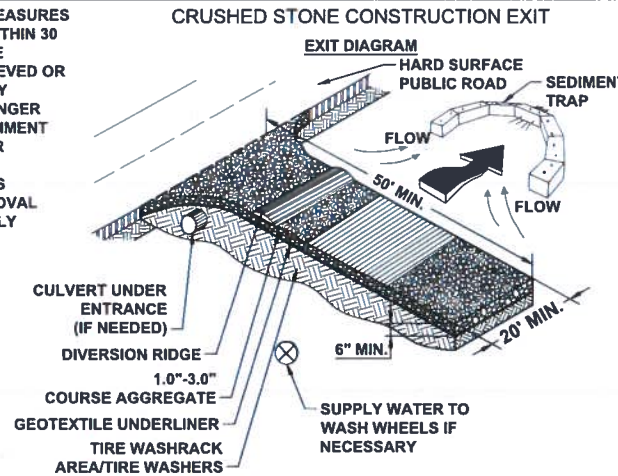 CRUSHED STONE CONSTRUCTION EXIT
EASURES
THIN 30
E
EVED OR
Y
NGER
IMENT
R
S
OVAL
LY
EXIT DIAGRAM
HARD SURFACE
PUBLIC ROAD
SEDIMENT
TRAP
FLOW
50' MIN.
FLOW
20' MIN.
6" MIN.
CULVERT UNDER
ENTRANCE
(IF NEEDED)
DIVERSION RIDGE
1.0"-3.0"
COURSE AGGREGATE
GEOTEXTILE UNDERLINER
TIRE WASHRACK
AREA/TIRE WASHERS
SUPPLY WATER TO
WASH WHEELS IF
NECESSARY